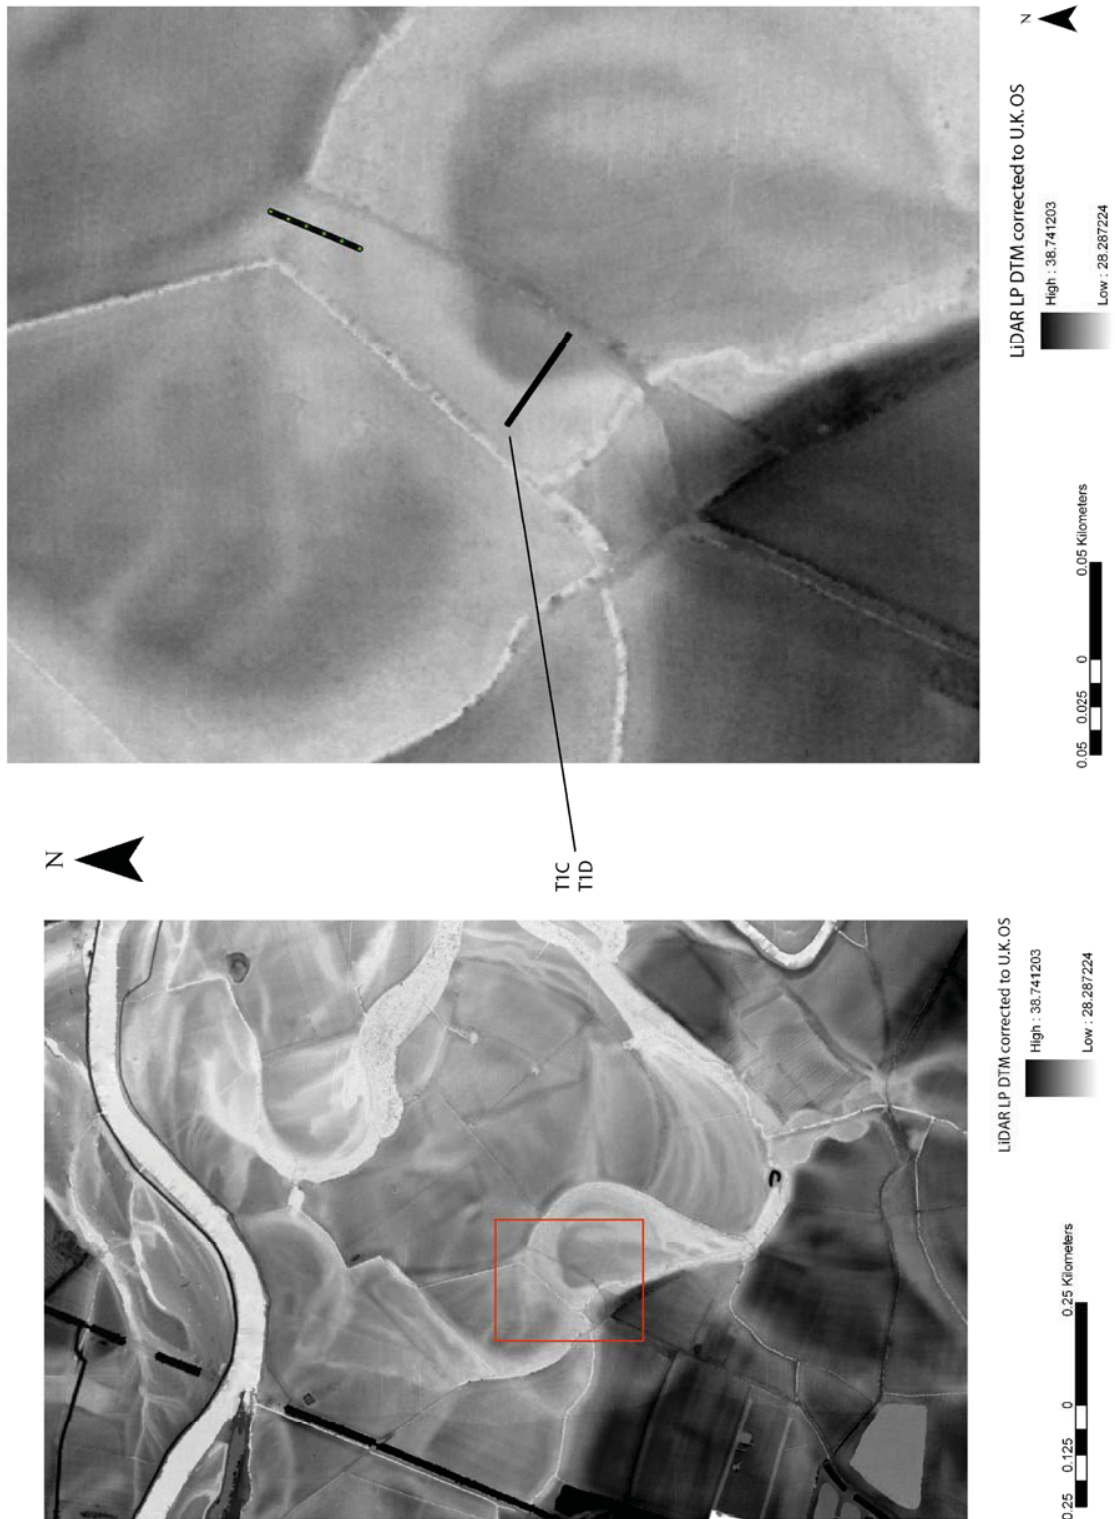 N
LiDAR LP DTM corrected to U.K.OS
High : 38.741203
Low : 28.287224
0.05 0.025 0 0.05 Kilometers
T1C
T1D
N
LiDAR LP DTM corrected to U.K.OS
High : 38.741203
Low : 28.287224
0.25 0.125 0 0.25 Kilometers